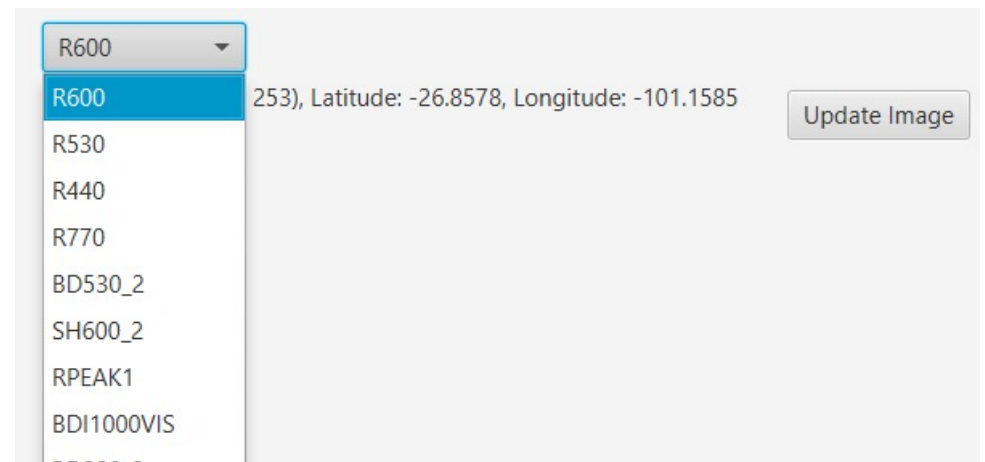 R600
R600
253), Latitude: -26.8578, Longitude: -101.1585
Update Image
R530
R440
R770
BD530_2
SH600_2
RPEAK1
BDI1000VIS